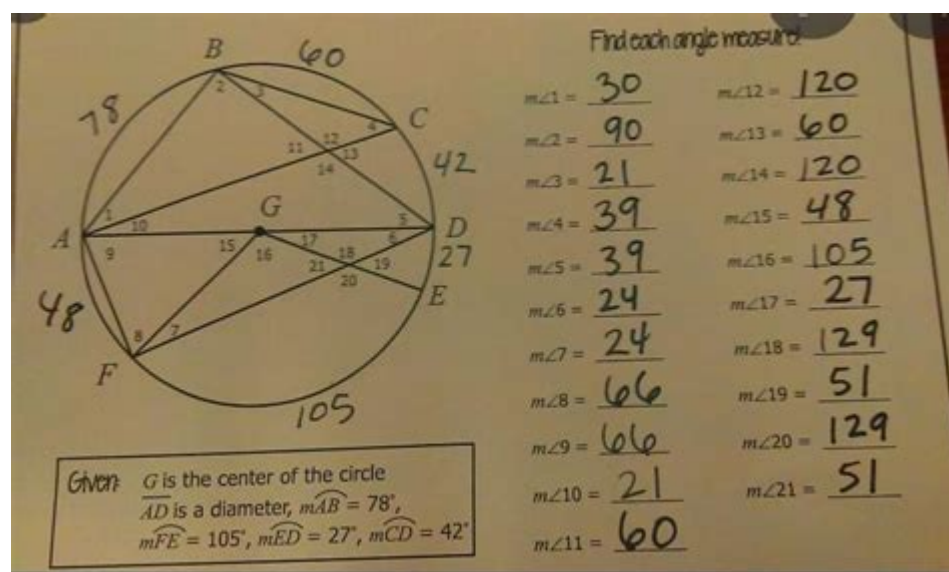 Find each angle measure!
B
60
78
2
3
4
C
12
11
13
14
42
1
10
G
5
A
D
9
15
16
17
18
6
27
21
19
20
E
48
8
7
F
105
m∠1 = 30
m∠2 = 90
m∠3 = 21
m∠4 = 39
m∠5 = 39
m∠6 = 24
m∠7 = 24
m∠8 = 66
m∠9 = 66
m∠10 = 21
m∠11 = 60
m∠12 = 120
m∠13 = 60
m∠14 = 120
m∠15 = 48
m∠16 = 105
m∠17 = 27
m∠18 = 129
m∠19 = 51
m∠20 = 129
m∠21 = 51
Given: G is the center of the circle
AD is a diameter, mAB = 78°,
mFE = 105°, mED = 27°, mCD = 42°